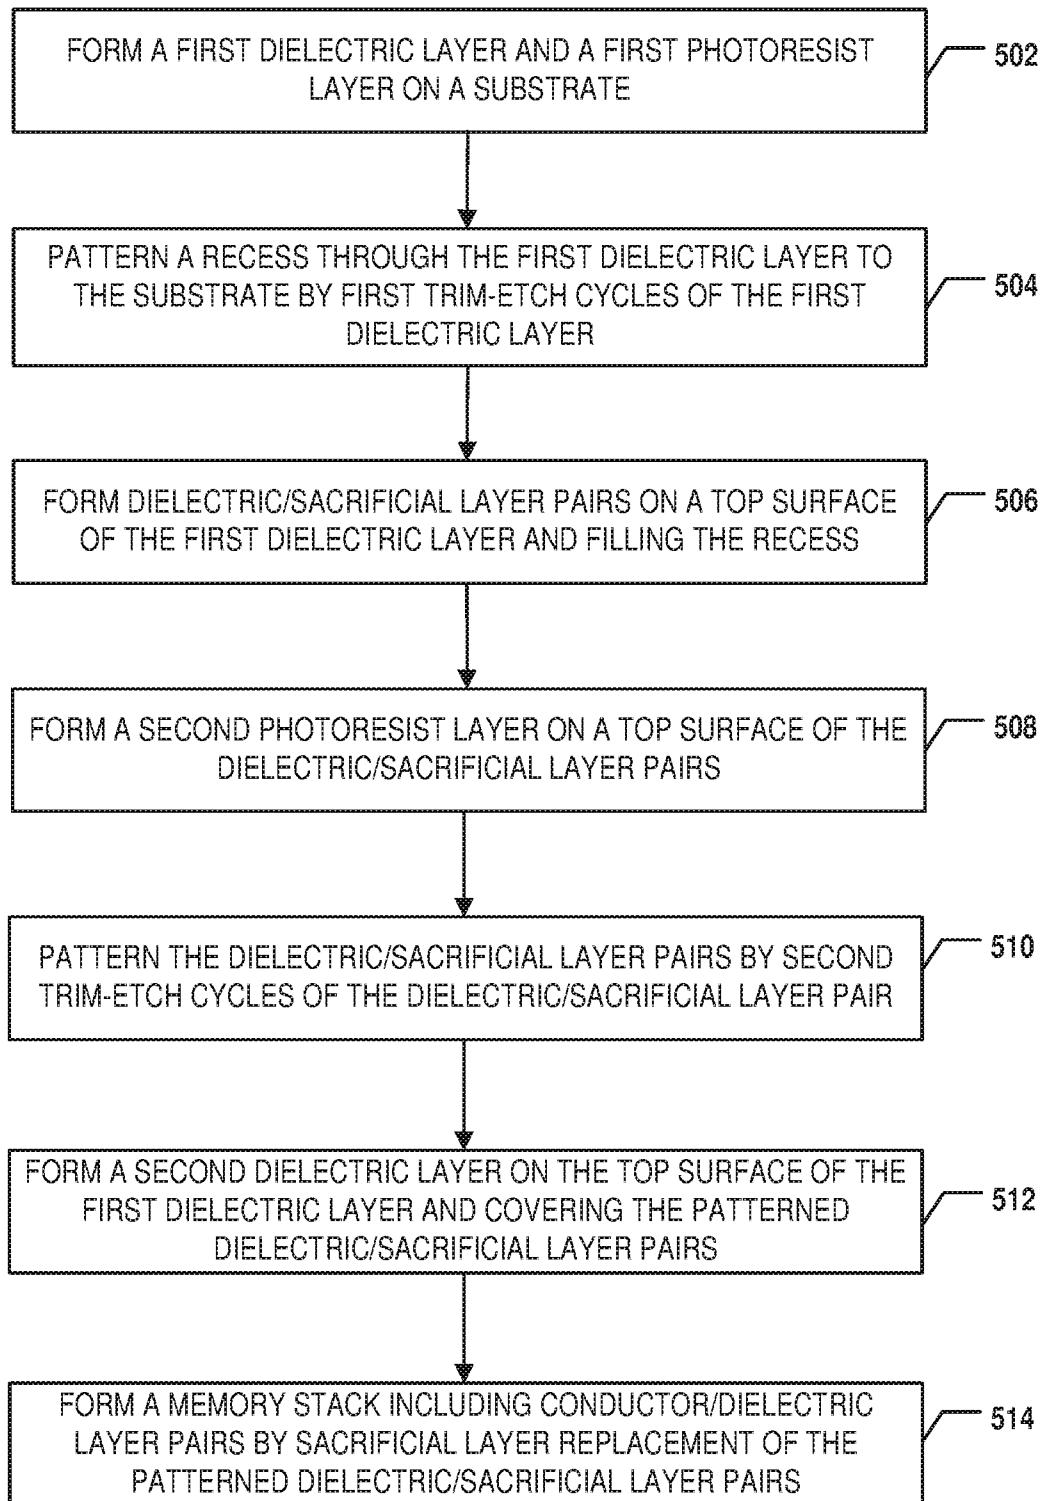 FORM A FIRST DIELECTRIC LAYER AND A FIRST PHOTORESIST
LAYER ON A SUBSTRATE
502
PATTERN A RECESS THROUGH THE FIRST DIELECTRIC LAYER TO
THE SUBSTRATE BY FIRST TRIM-ETCH CYCLES OF THE FIRST
DIELECTRIC LAYER
504
FORM DIELECTRIC/SACRIFICIAL LAYER PAIRS ON A TOP SURFACE
OF THE FIRST DIELECTRIC LAYER AND FILLING THE RECESS
506
FORM A SECOND PHOTORESIST LAYER ON A TOP SURFACE OF THE
DIELECTRIC/SACRIFICIAL LAYER PAIRS
508
PATTERN THE DIELECTRIC/SACRIFICIAL LAYER PAIRS BY SECOND
TRIM-ETCH CYCLES OF THE DIELECTRIC/SACRIFICIAL LAYER PAIR
510
FORM A SECOND DIELECTRIC LAYER ON THE TOP SURFACE OF THE
FIRST DIELECTRIC LAYER AND COVERING THE PATTERNED
DIELECTRIC/SACRIFICIAL LAYER PAIRS
512
FORM A MEMORY STACK INCLUDING CONDUCTOR/DIELECTRIC
LAYER PAIRS BY SACRIFICIAL LAYER REPLACEMENT OF THE
PATTERNED DIELECTRIC/SACRIFICIAL LAYER PAIRS
514